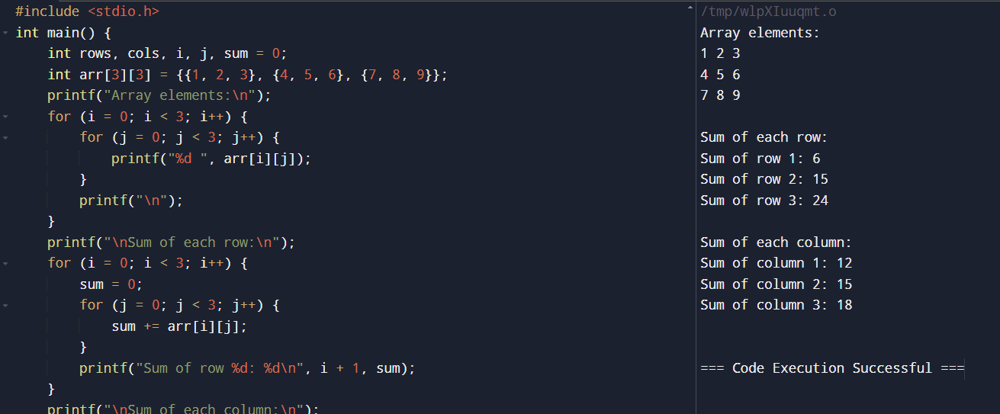 #include <stdio.h>
int main() {
    int rows, cols, i, j, sum = 0;
    int arr[3][3] = {{1, 2, 3}, {4, 5, 6}, {7, 8, 9}};
    printf("Array elements:\n");
    for (i = 0; i < 3; i++) {
        for (j = 0; j < 3; j++) {
            printf("%d ", arr[i][j]);
        }
        printf("\n");
    }
    printf("\nSum of each row:\n");
    for (i = 0; i < 3; i++) {
        sum = 0;
        for (j = 0; j < 3; j++) {
            sum += arr[i][j];
        }
        printf("Sum of row %d: %d\n", i + 1, sum);
    }
    printf("\nSum of each column:\n");
/tmp/wlpXIuuqmt.o
Array elements:
1 2 3
4 5 6
7 8 9

Sum of each row:
Sum of row 1: 6
Sum of row 2: 15
Sum of row 3: 24

Sum of each column:
Sum of column 1: 12
Sum of column 2: 15
Sum of column 3: 18

=== Code Execution Successful ===